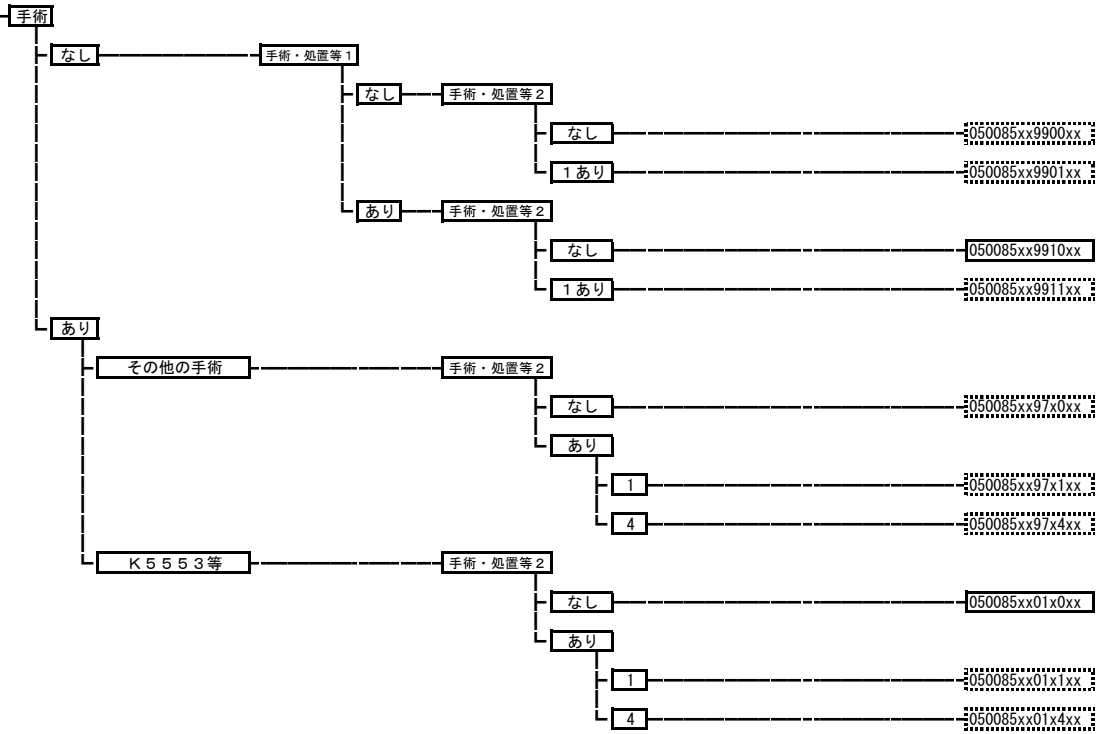 手術
なし 手術・処置等1
なし 手術・処置等2
なし 050085xx9900xx
1あり 050085xx9901xx
あり 手術・処置等2
なし 050085xx9910xx
1あり 050085xx9911xx
あり
その他の手術 手術・処置等2
なし 050085xx97x0xx
あり
1 050085xx97x1xx
4 050085xx97x4xx
K5553等 手術・処置等2
なし 050085xx01x0xx
あり
1 050085xx01x1xx
4 050085xx01x4xx